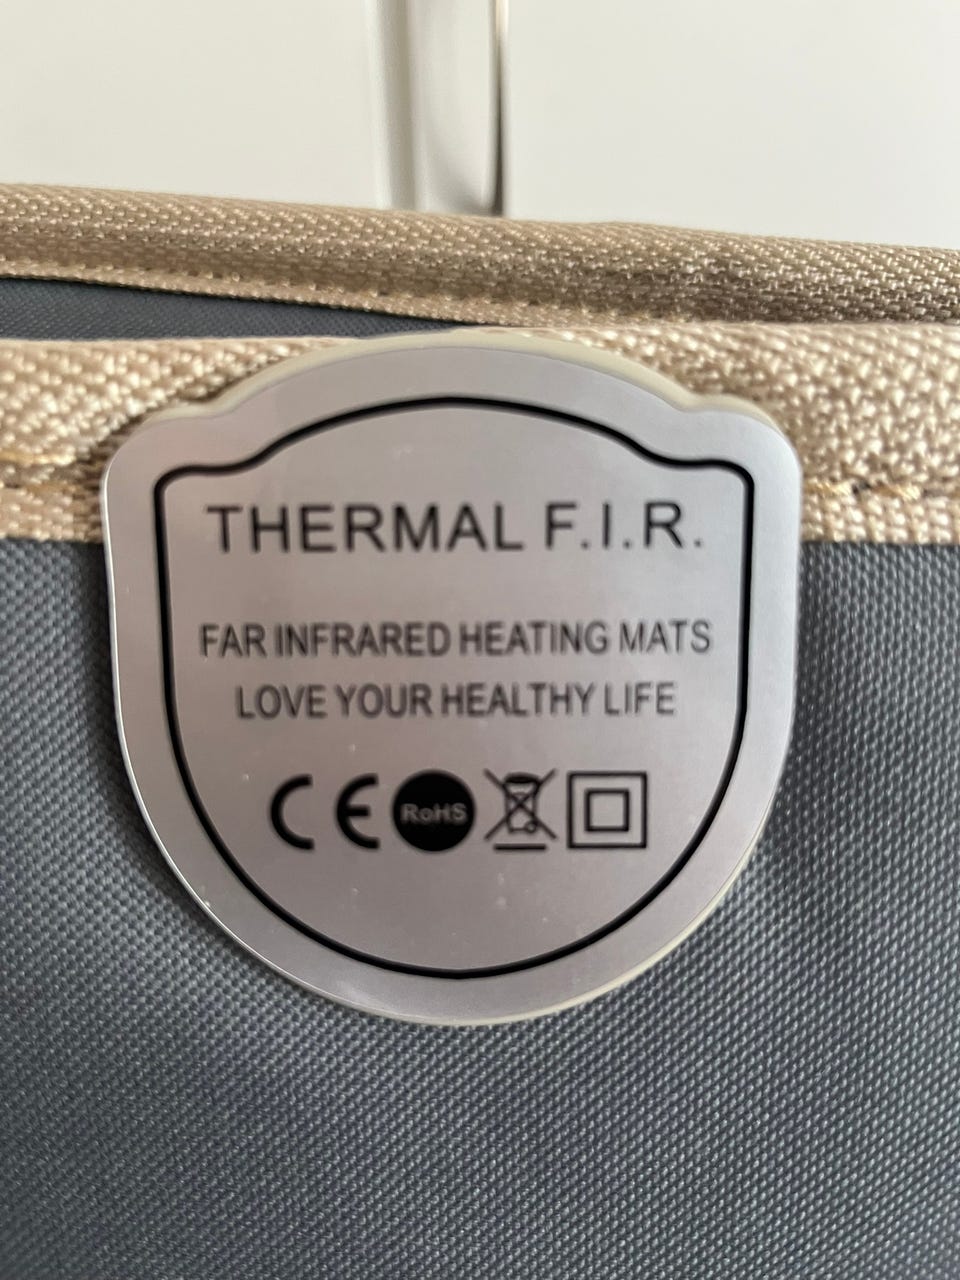 THERMAL F.I.R.
FAR INFRARED HEATING MATS
LOVE YOUR HEALTHY LIFE
CE RoHS